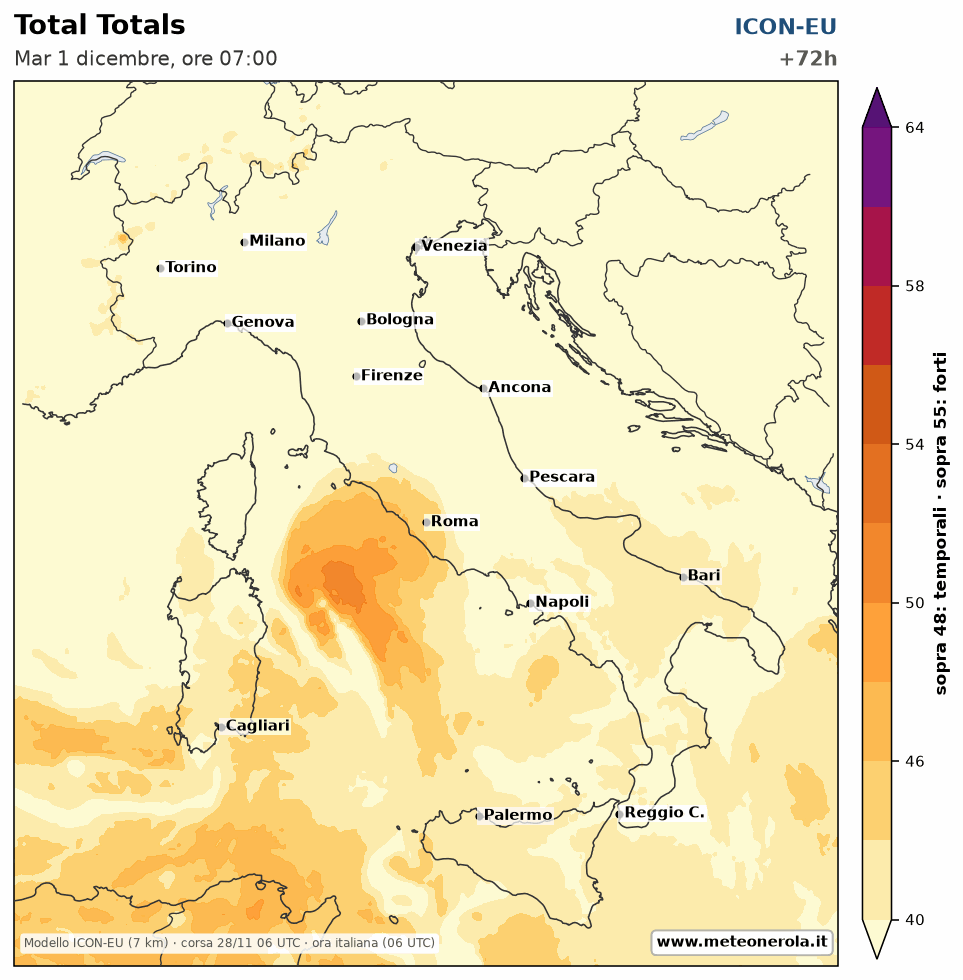 Total Totals
ICON-EU
Mar 1 dicembre, ore 07:00
+72h
64
58
54
50
46
40
sopra 48: temporali · sopra 55: forti
Milano
Venezia
Torino
Genova
Bologna
Firenze
Ancona
Pescara
Roma
Bari
Napoli
Cagliari
Palermo
Reggio C.
Modello ICON-EU (7 km) · corsa 28/11 06 UTC · ora italiana (06 UTC)
www.meteonerola.it